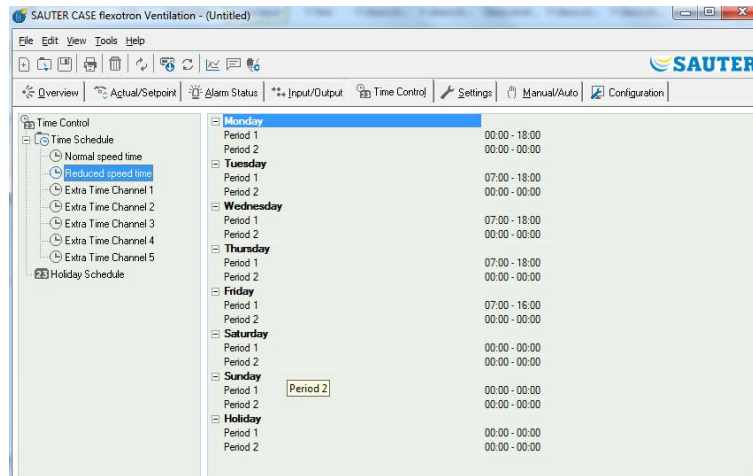 SAUTER CASE flexotron Ventilation - (Untitled)
File Edit View Tools Help
SAUTER
Overview Actual/Setpoint Alarm Status Input/Output Time Control Settings Manual/Auto Configuration
Time Control
Time Schedule
Normal speed time
Reduced speed time
Extra Time Channel 1
Extra Time Channel 2
Extra Time Channel 3
Extra Time Channel 4
Extra Time Channel 5
23 Holiday Schedule
Monday
Period 1 00:00 - 18:00
Period 2 00:00 - 00:00
Tuesday
Period 1 07:00 - 18:00
Period 2 00:00 - 00:00
Wednesday
Period 1 07:00 - 18:00
Period 2 00:00 - 00:00
Thursday
Period 1 07:00 - 18:00
Period 2 00:00 - 00:00
Friday
Period 1 07:00 - 16:00
Period 2 00:00 - 00:00
Saturday
Period 1 00:00 - 00:00
Period 2 00:00 - 00:00
Sunday
Period 1 00:00 - 00:00
Period 2
Period 2 00:00 - 00:00
Holiday
Period 1 00:00 - 00:00
Period 2 00:00 - 00:00